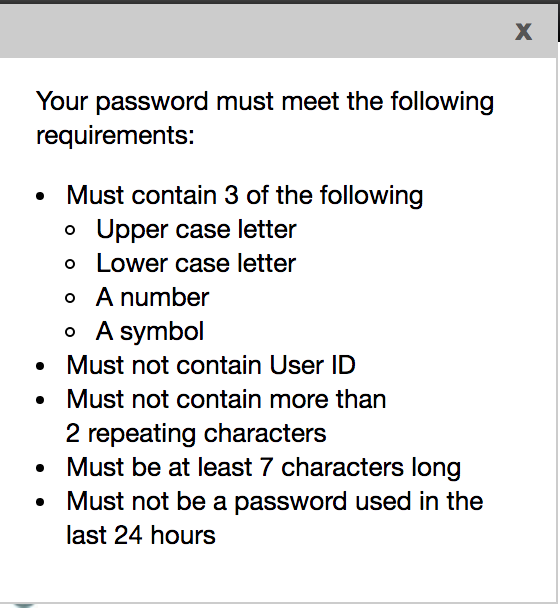 X
Your password must meet the following
requirements:
• Must contain 3 of the following
◦ Upper case letter
◦ Lower case letter
◦ A number
◦ A symbol
• Must not contain User ID
• Must not contain more than
2 repeating characters
• Must be at least 7 characters long
• Must not be a password used in the
last 24 hours